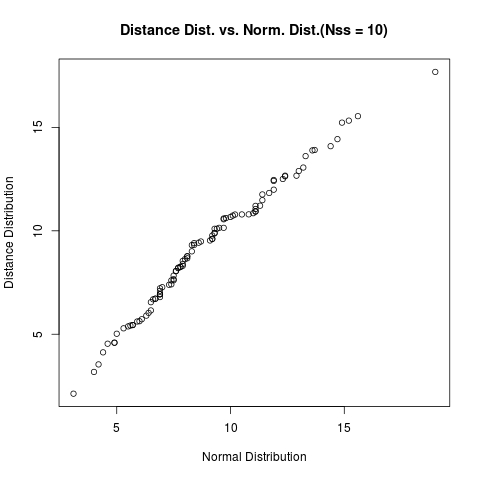 Distance Dist. vs. Norm. Dist.(Nss = 10)
Distance Distribution
15
10
5
5 10 15
Normal Distribution